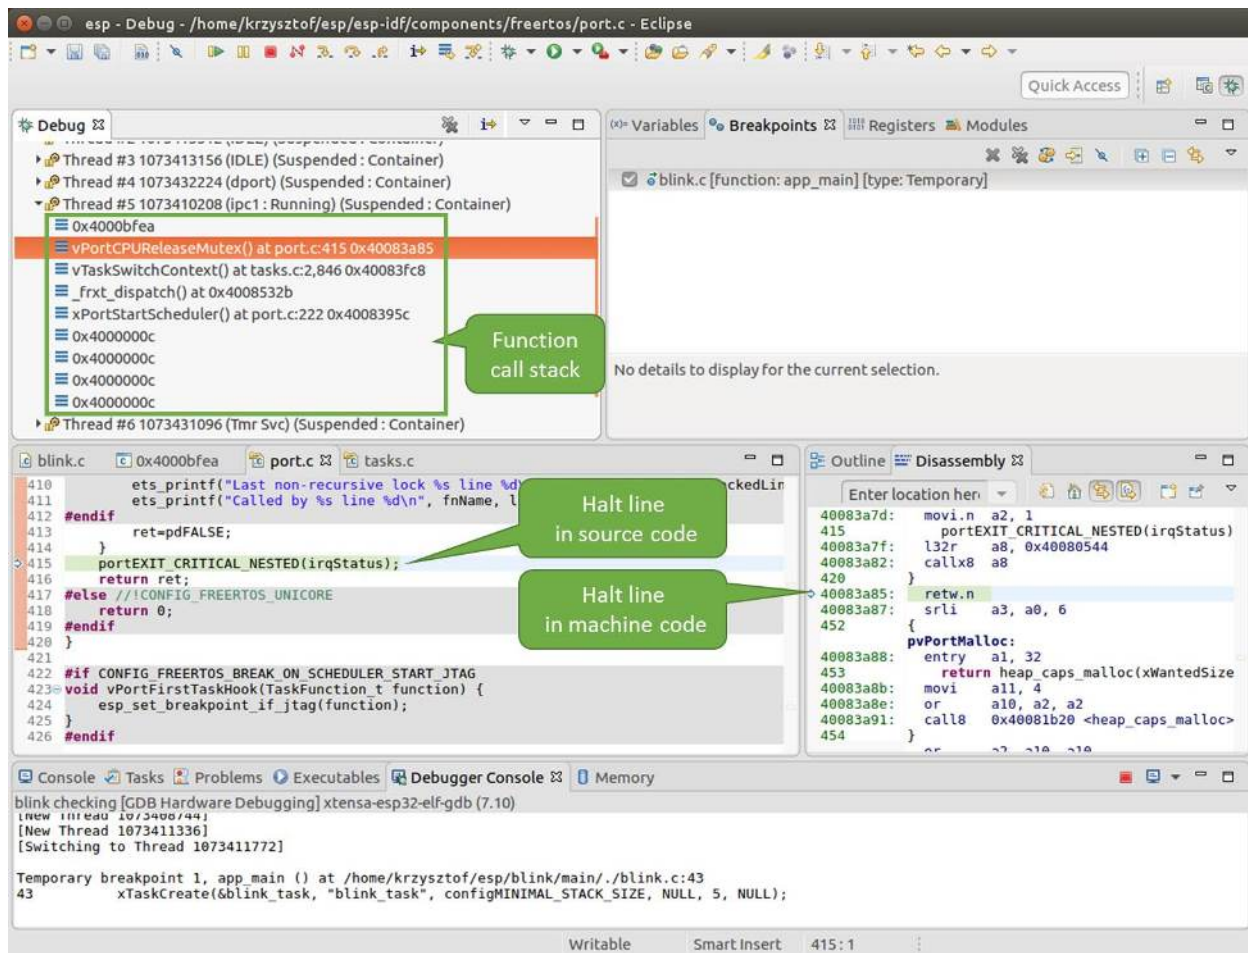 esp - Debug - /home/krzysztof/esp/esp-idf/components/freertos/port.c - Eclipse
Quick Access
Debug
Thread #3 1073413156 (IDLE) (Suspended : Container)
Thread #4 1073432224 (dport) (Suspended : Container)
Thread #5 1073410208 (ipc1 : Running) (Suspended : Container)
0x4000bfea
vPortCPUReleaseMutex() at port.c:415 0x40083a85
vTaskSwitchContext() at tasks.c:2,846 0x40083fc8
_frxt_dispatch() at 0x4008532b
xPortStartScheduler() at port.c:222 0x4008395c
0x4000000c
0x4000000c
0x4000000c
0x4000000c
Thread #6 1073431096 (Tmr Svc) (Suspended : Container)
Function
call stack
(x)= Variables Breakpoints Registers Modules
blink.c [function: app_main] [type: Temporary]
No details to display for the current selection.
blink.c 0x4000bfea port.c tasks.c
410 ets_printf("Last non-recursive lock %s line %d ckedLin
411 ets_printf("Called by %s line %d\n", fnName, l
412 #endif
413 ret=pdFALSE;
414 }
415 portEXIT_CRITICAL_NESTED(irqStatus);
416 return ret;
417 #else //!CONFIG_FREERTOS_UNICORE
418 return 0;
419 #endif
420 }
421
422 #if CONFIG_FREERTOS_BREAK_ON_SCHEDULER_START_JTAG
423 void vPortFirstTaskHook(TaskFunction_t function) {
424 esp_set_breakpoint_if_jtag(function);
425 }
426 #endif
Halt line
in source code
Halt line
in machine code
Outline Disassembly
Enter location her
40083a7d: movi.n a2, 1
415 portEXIT_CRITICAL_NESTED(irqStatus)
40083a7f: l32r a8, 0x40080544
40083a82: callx8 a8
420 }
40083a85: retw.n
40083a87: srli a3, a0, 6
452 {
pvPortMalloc:
40083a88: entry a1, 32
453 return heap_caps_malloc(xWantedSize
40083a8b: movi a11, 4
40083a8e: or a10, a2, a2
40083a91: call8 0x40081b20 <heap_caps_malloc>
454 }
or a2, a10, a10
Console Tasks Problems Executables Debugger Console Memory
blink checking [GDB Hardware Debugging] xtensa-esp32-elf-gdb (7.10)
[New Thread 1073408744]
[New Thread 1073411336]
[Switching to Thread 1073411772]
Temporary breakpoint 1, app_main () at /home/krzysztof/esp/blink/main/./blink.c:43
43 xTaskCreate(&blink_task, "blink_task", configMINIMAL_STACK_SIZE, NULL, 5, NULL);
Writable Smart Insert 415 : 1